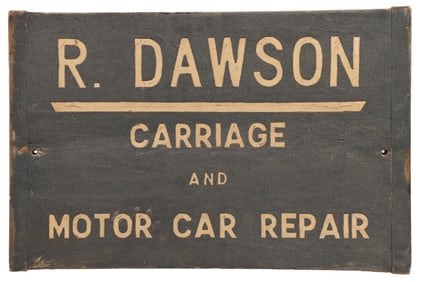 R. DAWSON
CARRIAGE
AND
MOTOR CAR REPAIR